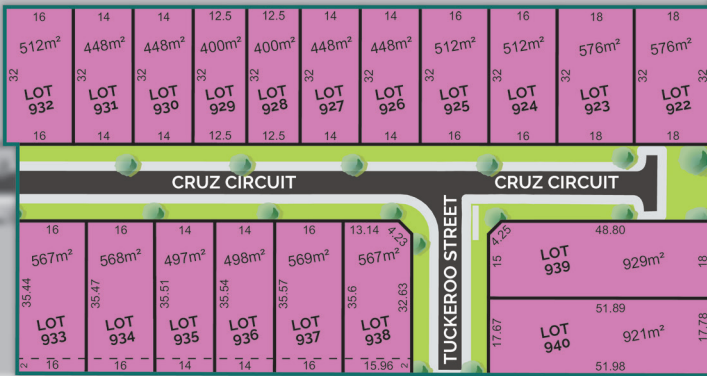 16 14 14 12.5 12.5 14 14 16 16 18 18
512m² 448m² 448m² 400m² 400m² 448m² 448m² 512m² 512m² 576m² 576m²
32 32 32 32 32 32 32 32 32 32 32 32
LOT 932
LOT 931
LOT 930
LOT 929
LOT 928
LOT 927
LOT 926
LOT 925
LOT 924
LOT 923
LOT 922
16 14 14 12.5 12.5 14 14 16 16 18 18
CRUZ CIRCUIT CRUZ CIRCUIT
TUCKEROO STREET
16 16 14 14 16 13.14 4.23
567m² 568m² 497m² 498m² 569m² 567m²
35.44 35.47 35.51 35.54 35.57 35.6 32.63
LOT 933
LOT 934
LOT 935
LOT 936
LOT 937
LOT 938
2 16 16 14 14 16 15.96 2
4.25 48.80
15 LOT 939 929m² 18
51.89
17.67 LOT 940 921m² 17.78
51.98